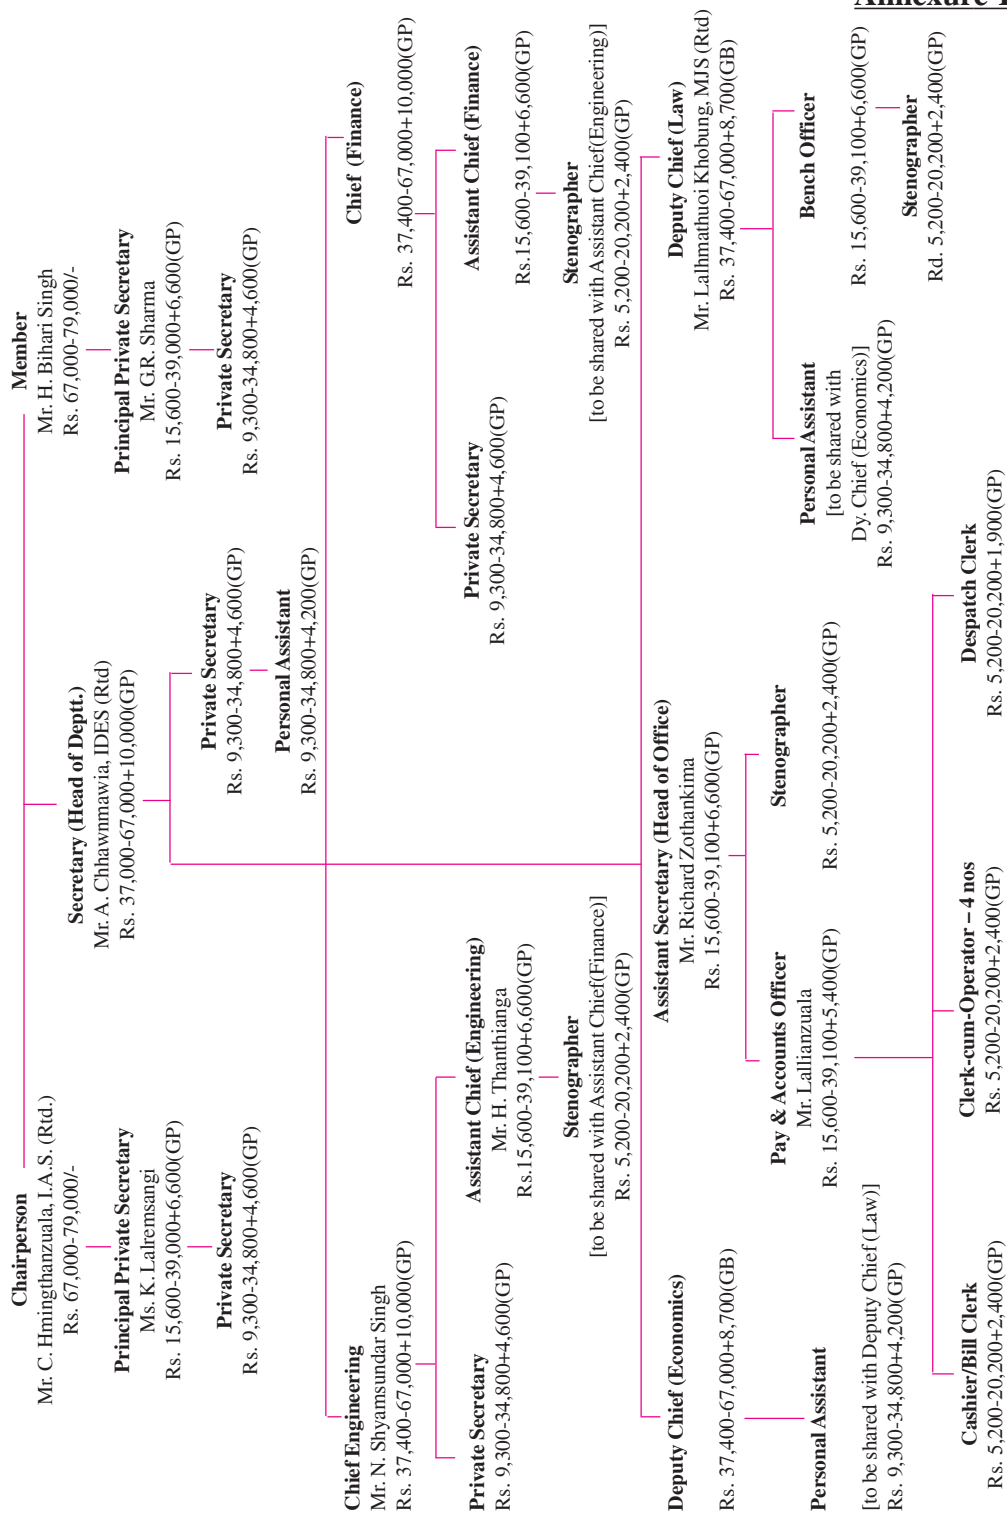 Annexure 1
Chairperson
Mr. C. Hmingthanzuala, I.A.S. (Rtd.)
Rs. 67,000-79,000/-
Principal Private Secretary
Ms. K. Lalremsangi
Rs. 15,600-39,000+6,600(GP)
Private Secretary
Rs. 9,300-34,800+4,600(GP)
Member
Mr. H. Bihari Singh
Rs. 67,000-79,000/-
Principal Private Secretary
Mr. G.R. Sharma
Rs. 15,600-39,000+6,600(GP)
Private Secretary
Rs. 9,300-34,800+4,600(GP)
Secretary (Head of Deptt.)
Mr. A. Chhawnmawia, IDES (Rtd)
Rs. 37,000-67,000+10,000(GP)
Private Secretary
Rs. 9,300-34,800+4,600(GP)
Personal Assistant
Rs. 9,300-34,800+4,200(GP)
Chief Engineering
Mr. N. Shyamsundar Singh
Rs. 37,400-67,000+10,000(GP)
Private Secretary
Rs. 9,300-34,800+4,600(GP)
Assistant Chief (Engineering)
Mr. H. Thanthianga
Rs.15,600-39,100+6,600(GP)
Stenographer
[to be shared with Assistant Chief(Finance)]
Rs. 5,200-20,200+2,400(GP)
Chief (Finance)
Rs. 37,400-67,000+10,000(GP)
Private Secretary
Rs. 9,300-34,800+4,600(GP)
Assistant Chief (Finance)
Rs.15,600-39,100+6,600(GP)
Stenographer
[to be shared with Assistant Chief(Engineering)]
Rs. 5,200-20,200+2,400(GP)
Deputy Chief (Economics)
Rs. 37,400-67,000+8,700(GB)
Personal Assistant
[to be shared with Deputy Chief (Law)]
Rs. 9,300-34,800+4,200(GP)
Assistant Secretary (Head of Office)
Mr. Richard Zothankima
Rs. 15,600-39,100+6,600(GP)
Pay & Accounts Officer
Mr. Lallianzuala
Rs. 15,600-39,100+5,400(GP)
Stenographer
Rs. 5,200-20,200+2,400(GP)
Deputy Chief (Law)
Mr. Lalhmathuoi Khobung, MJS (Rtd)
Rs. 37,400-67,000+8,700(GB)
Personal Assistant
[to be shared with
Dy. Chief (Economics)]
Rs. 9,300-34,800+4,200(GP)
Bench Officer
Rs. 15,600-39,100+6,600(GP)
Stenographer
Rd. 5,200-20,200+2,400(GP)
Cashier/Bill Clerk
Rs. 5,200-20,200+2,400(GP)
Clerk-cum-Operator – 4 nos
Rs. 5,200-20,200+2,400(GP)
Despatch Clerk
Rs. 5,200-20,200+1,900(GP)